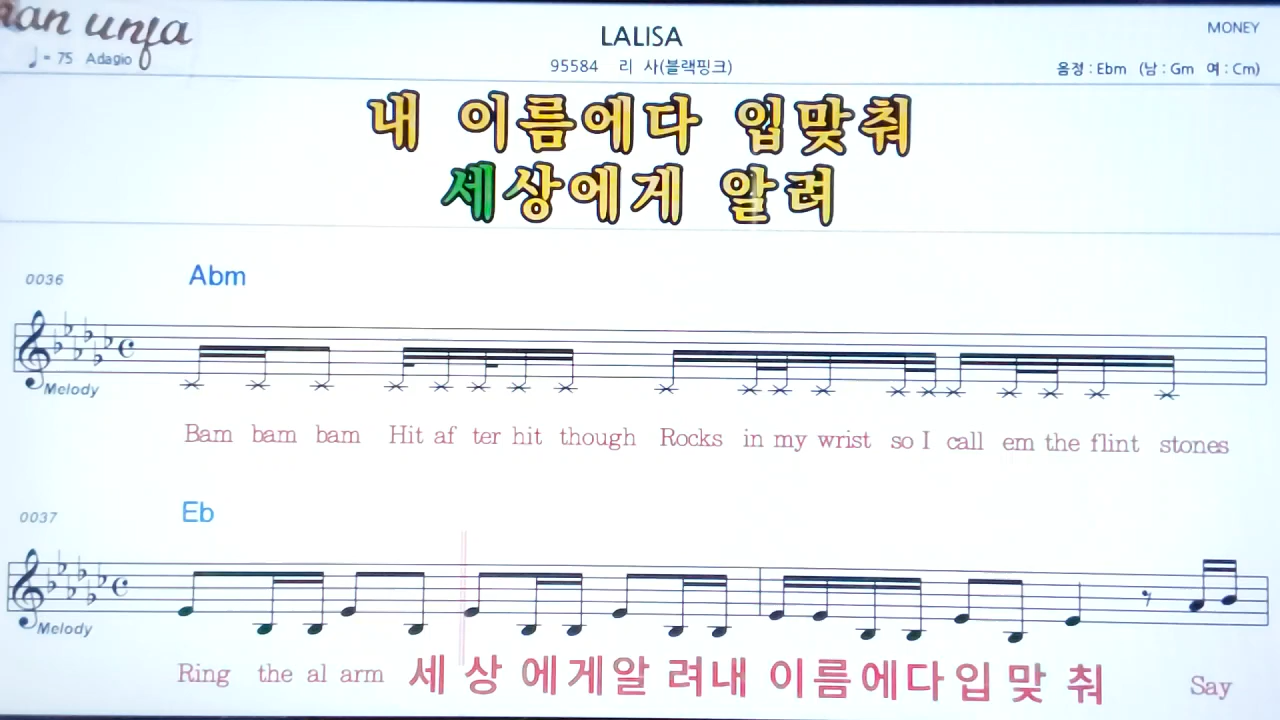 ran unja
♩= 75 Adagio
LALISA
MONEY
95584 리 사(블랙핑크)
음정 : Ebm (남 : Gm 여 : Cm)
내 이름에다 입맞춰
세상에게 알려
0036
Abm
Melody
Bam bam bam Hit af ter hit though Rocks in my wrist so I call em the flint stones
0037
Eb
Melody
Ring the al arm 세 상 에게알 려내 이름에다입 맞 춰 Say